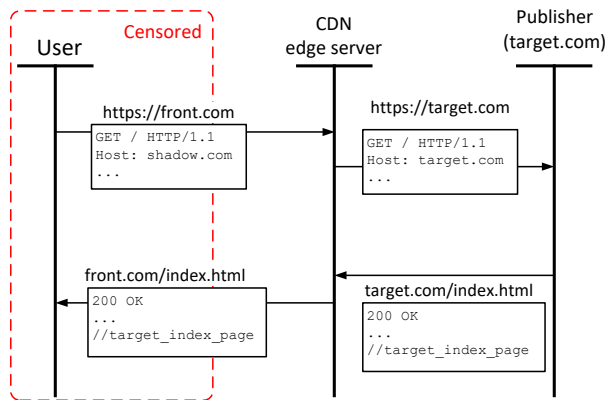 User
Censored
CDN
edge server
Publisher
(target.com)
https://front.com
GET / HTTP/1.1
Host: shadow.com
...
https://target.com
GET / HTTP/1.1
Host: target.com
...
front.com/index.html
200 OK
...
//target_index_page
target.com/index.html
200 OK
...
//target_index_page